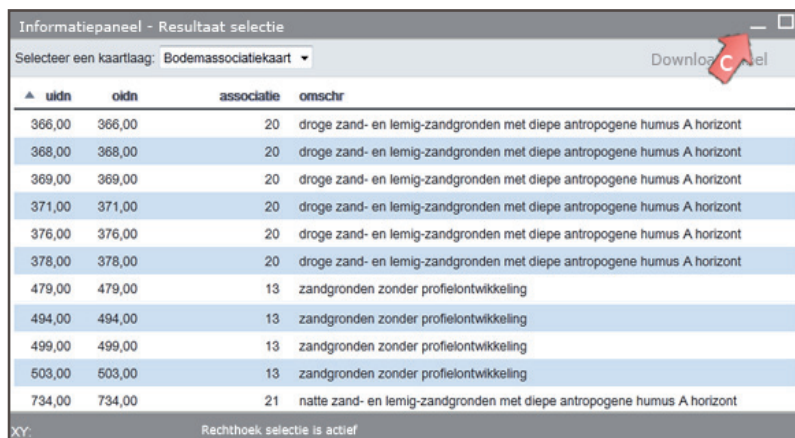 Informatiepaneel - Resultaat selectie
Selecteer een kaartlaag: Bodemassociatiekaart
C
uidn oidn associatie omschr
366,00 366,00 20 droge zand- en lemig-zandgronden met diepe antropogene humus A horizont
368,00 368,00 20 droge zand- en lemig-zandgronden met diepe antropogene humus A horizont
369,00 369,00 20 droge zand- en lemig-zandgronden met diepe antropogene humus A horizont
371,00 371,00 20 droge zand- en lemig-zandgronden met diepe antropogene humus A horizont
376,00 376,00 20 droge zand- en lemig-zandgronden met diepe antropogene humus A horizont
378,00 378,00 20 droge zand- en lemig-zandgronden met diepe antropogene humus A horizont
479,00 479,00 13 zandgronden zonder profielontwikkeling
494,00 494,00 13 zandgronden zonder profielontwikkeling
499,00 499,00 13 zandgronden zonder profielontwikkeling
503,00 503,00 13 zandgronden zonder profielontwikkeling
734,00 734,00 21 natte zand- en lemig-zandgronden met diepe antropogene humus A horizont
XY: Rechthoek selectie is actief